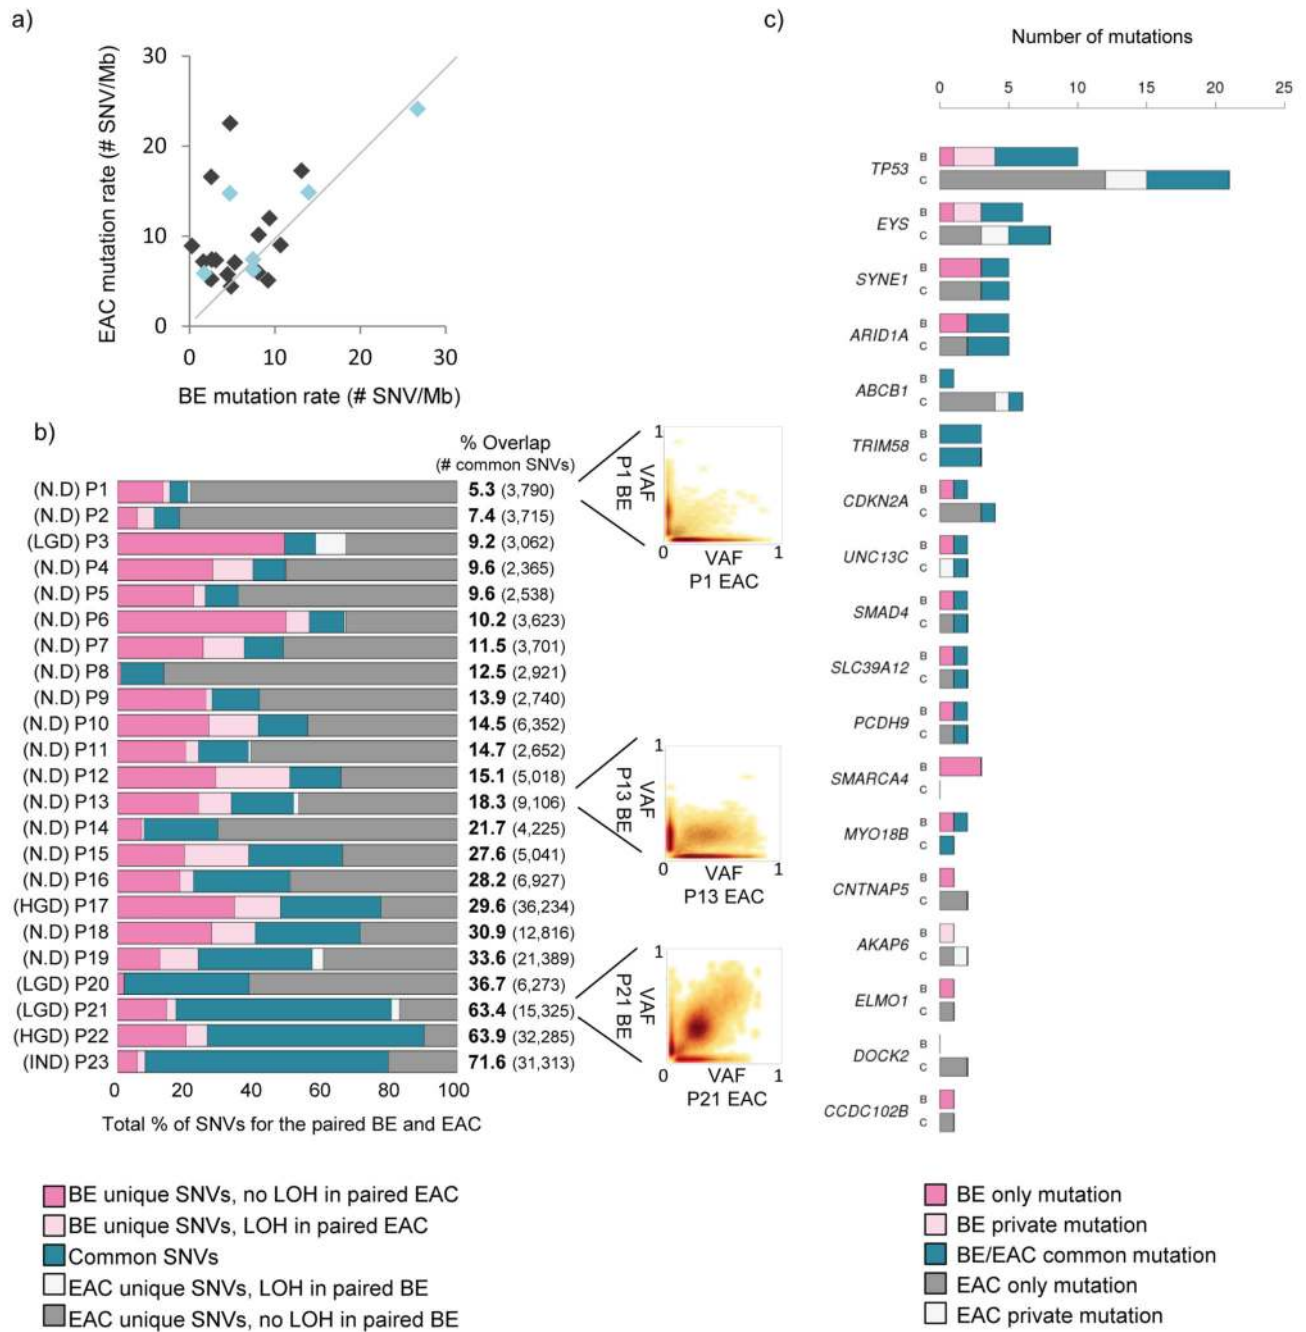 a)
30
20
10
0
0
10
20
30
EAC mutation rate (# SNV/Mb)
BE mutation rate (# SNV/Mb)
b)
% Overlap
(# common SNVs)
(N.D) P1 5.3 (3,790)
(N.D) P2 7.4 (3,715)
(LGD) P3 9.2 (3,062)
(N.D) P4 9.6 (2,365)
(N.D) P5 9.6 (2,538)
(N.D) P6 10.2 (3,623)
(N.D) P7 11.5 (3,701)
(N.D) P8 12.5 (2,921)
(N.D) P9 13.9 (2,740)
(N.D) P10 14.5 (6,352)
(N.D) P11 14.7 (2,652)
(N.D) P12 15.1 (5,018)
(N.D) P13 18.3 (9,106)
(N.D) P14 21.7 (4,225)
(N.D) P15 27.6 (5,041)
(N.D) P16 28.2 (6,927)
(HGD) P17 29.6 (36,234)
(N.D) P18 30.9 (12,816)
(N.D) P19 33.6 (21,389)
(LGD) P20 36.7 (6,273)
(LGD) P21 63.4 (15,325)
(HGD) P22 63.9 (32,285)
(IND) P23 71.6 (31,313)
0 20 40 60 80 100
Total % of SNVs for the paired BE and EAC
1
VAF
P1 BE
0 1
VAF
P1 EAC
1
VAF
P13 BE
0 1
VAF
P13 EAC
1
VAF
P21 BE
0 1
VAF
P21 EAC
BE unique SNVs, no LOH in paired EAC
BE unique SNVs, LOH in paired EAC
Common SNVs
EAC unique SNVs, LOH in paired BE
EAC unique SNVs, no LOH in paired BE
c)
Number of mutations
0 5 10 15 20 25
B
TP53
C
B
EYS
C
B
SYNE1
C
B
ARID1A
C
B
ABCB1
C
B
TRIM58
C
B
CDKN2A
C
B
UNC13C
C
B
SMAD4
C
B
SLC39A12
C
B
PCDH9
C
B
SMARCA4
C
B
MYO18B
C
B
CNTNAP5
C
B
AKAP6
C
B
ELMO1
C
B
DOCK2
C
B
CCDC102B
C
BE only mutation
BE private mutation
BE/EAC common mutation
EAC only mutation
EAC private mutation